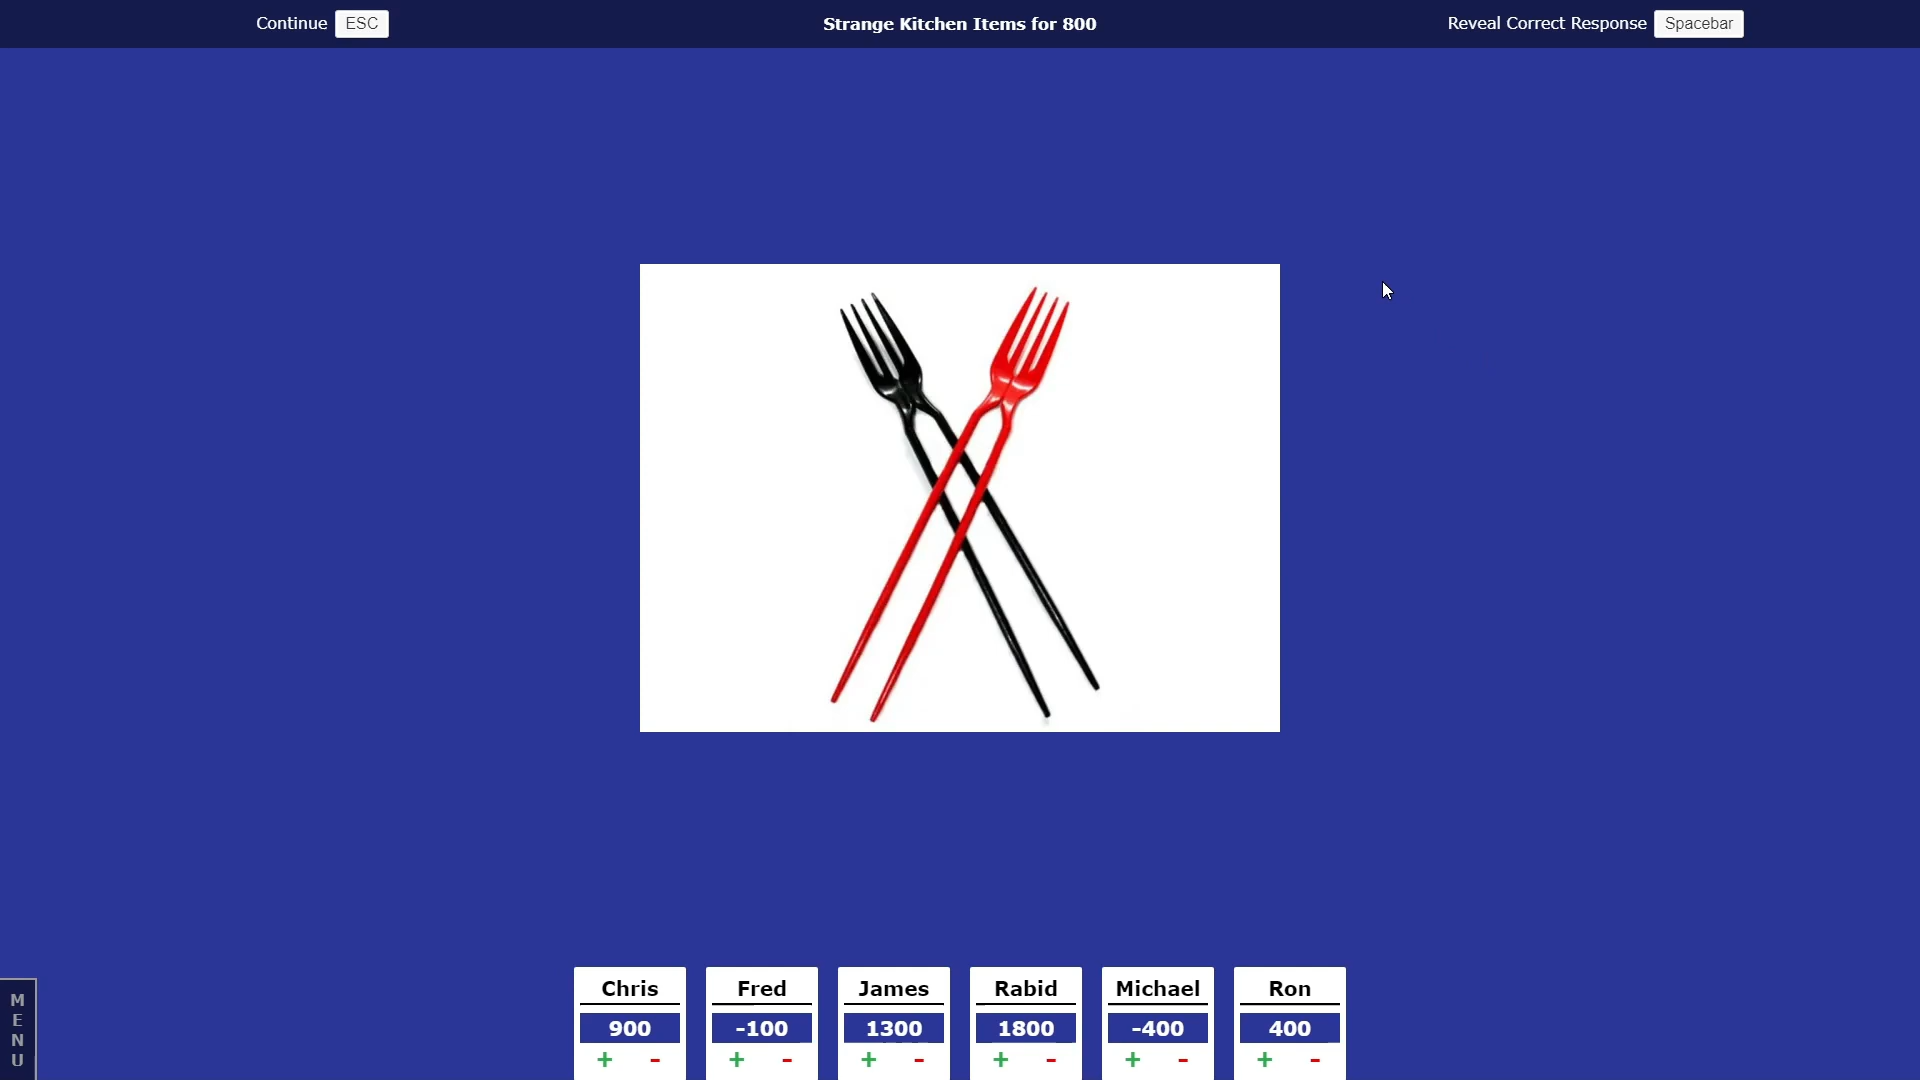 Continue ESC
Strange Kitchen Items for 800
Reveal Correct Response Spacebar
MENU
Chris Fred James Rabid Michael Ron
900 -100 1300 1800 -400 400
+ - + - + - + - + - + -